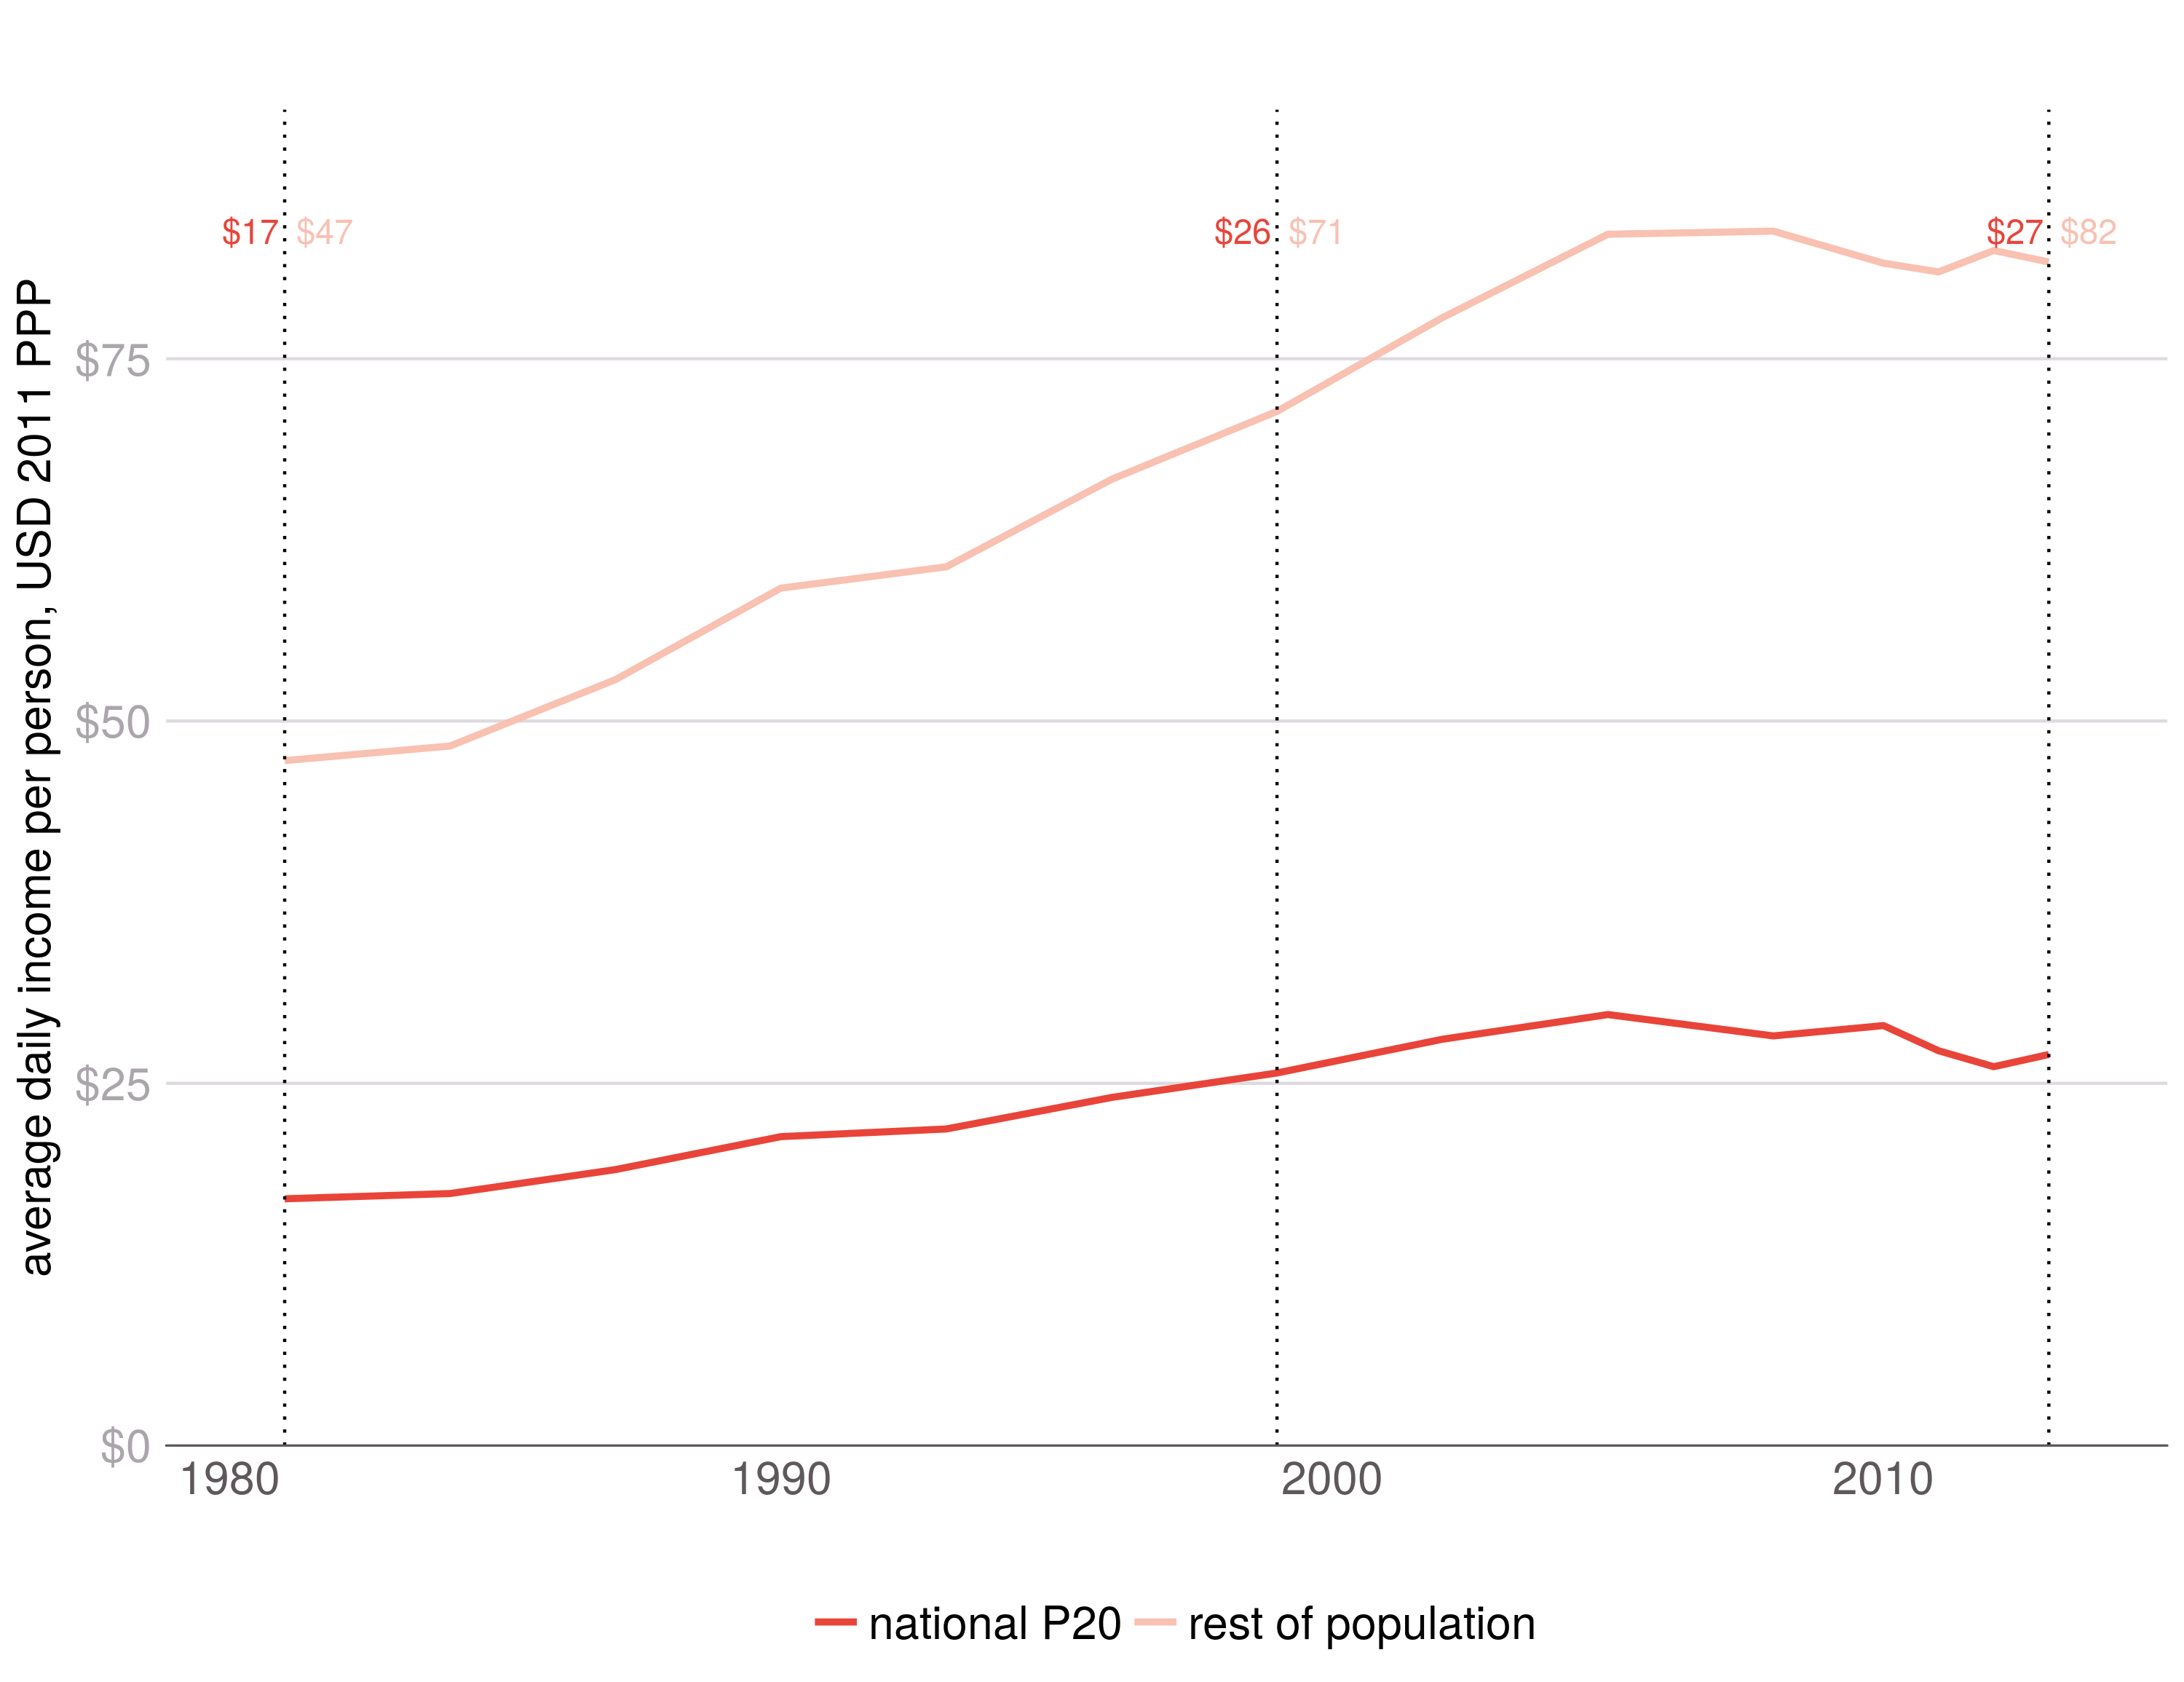 $17 $47
$26 $71
$27 $82
average daily income per person, USD 2011 PPP
$75
$50
$25
$0
1980 1990 2000 2010
national P20 rest of population